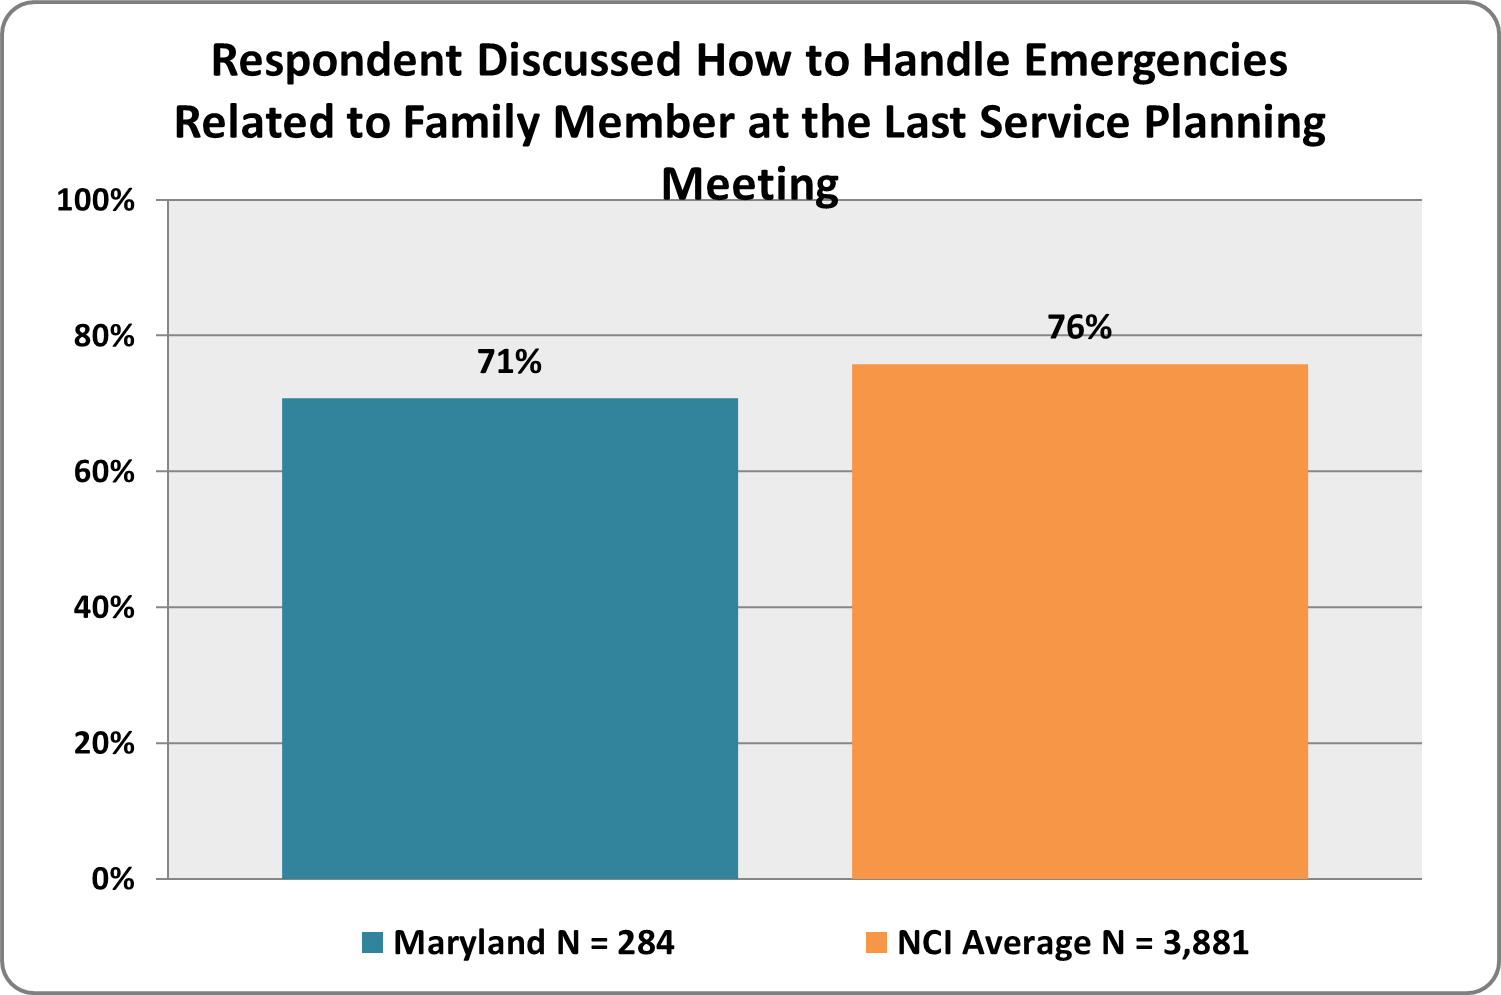 Respondent Discussed How to Handle Emergencies
Related to Family Member at the Last Service Planning
Meeting
100%
80%
60%
40%
20%
0%
71%
76%
Maryland N = 284
NCI Average N = 3,881